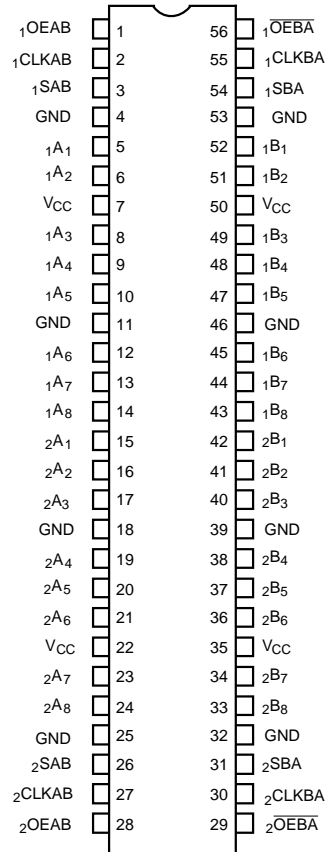 1OEAB 1 56 1OEBA
1CLKAB 2 55 1CLKBA
1SAB 3 54 1SBA
GND 4 53 GND
1A1 5 52 1B1
1A2 6 51 1B2
VCC 7 50 VCC
1A3 8 49 1B3
1A4 9 48 1B4
1A5 10 47 1B5
GND 11 46 GND
1A6 12 45 1B6
1A7 13 44 1B7
1A8 14 43 1B8
2A1 15 42 2B1
2A2 16 41 2B2
2A3 17 40 2B3
GND 18 39 GND
2A4 19 38 2B4
2A5 20 37 2B5
2A6 21 36 2B6
VCC 22 35 VCC
2A7 23 34 2B7
2A8 24 33 2B8
GND 25 32 GND
2SAB 26 31 2SBA
2CLKAB 27 30 2CLKBA
2OEAB 28 29 2OEBA